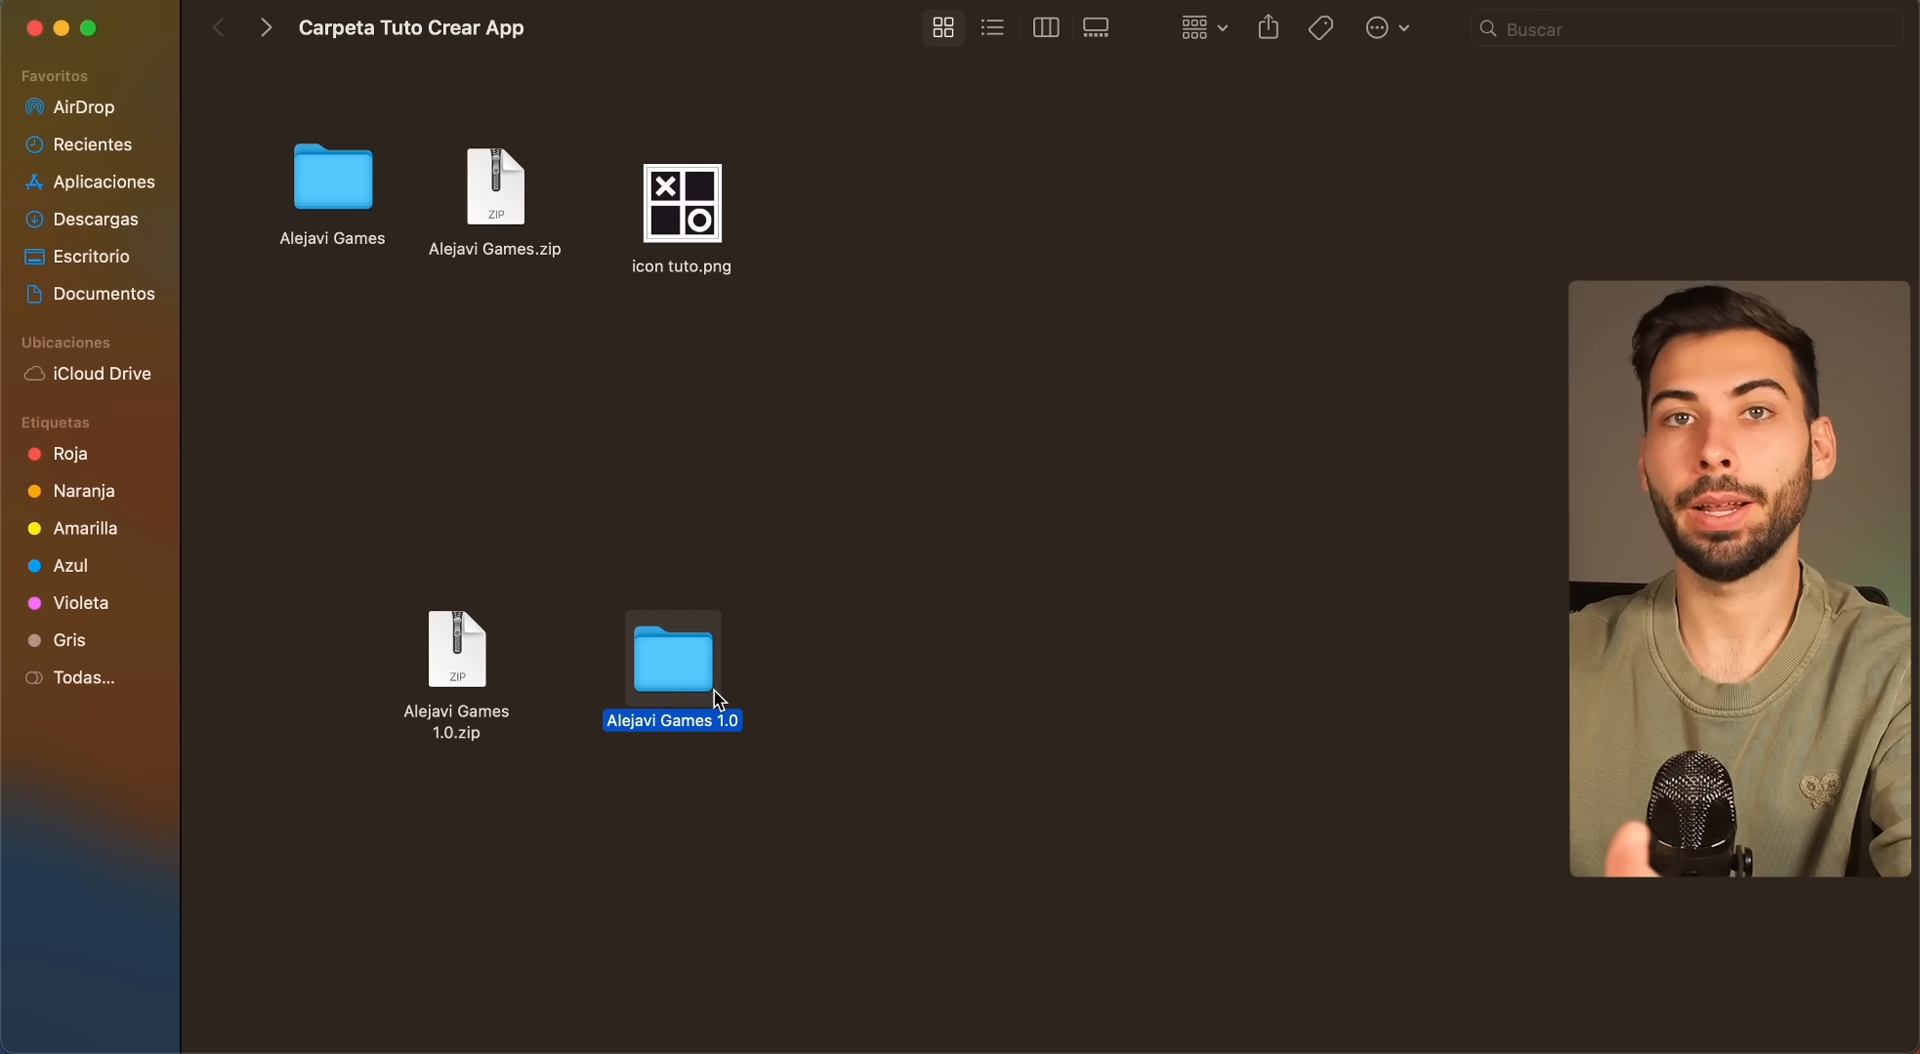 Carpeta Tuto Crear App
Buscar
Favoritos
AirDrop
Recientes
Aplicaciones
Descargas
Escritorio
Documentos
Ubicaciones
iCloud Drive
Etiquetas
Roja
Naranja
Amarilla
Azul
Violeta
Gris
Todas...
ZIP
Alejavi Games
Alejavi Games.zip
icon tuto.png
ZIP
Alejavi Games
1.0.zip
Alejavi Games 1.0